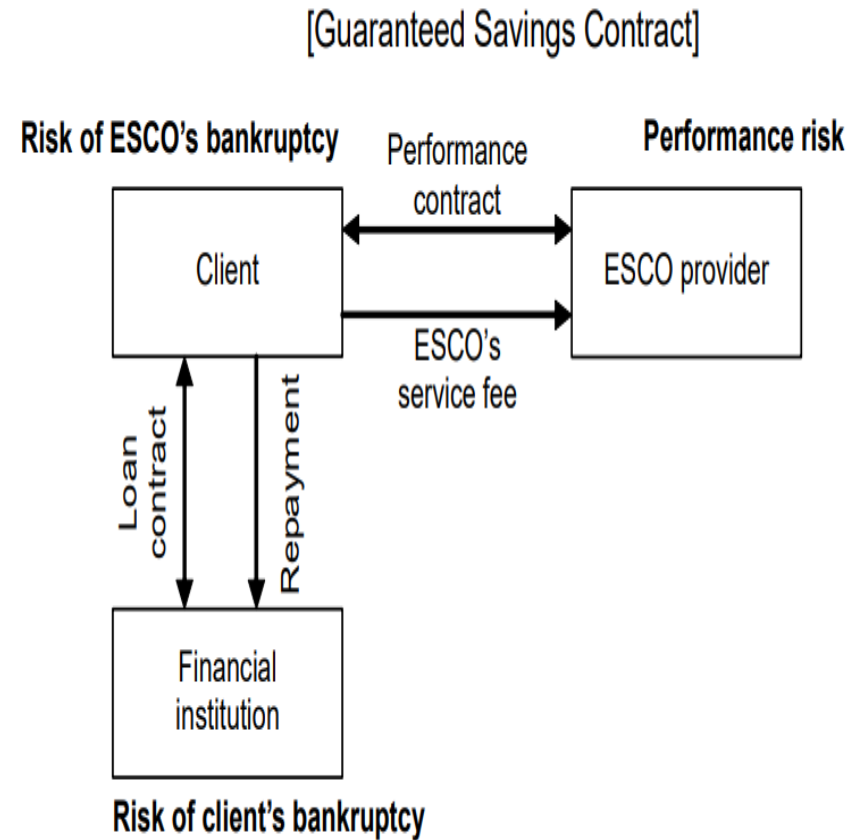 [Guaranteed Savings Contract]
Risk of ESCO's bankruptcy
Performance
contract
Performance risk
Client
ESCO provider
ESCO's
service fee
Loan
contract
Repayment
Financial
institution
Risk of client's bankruptcy